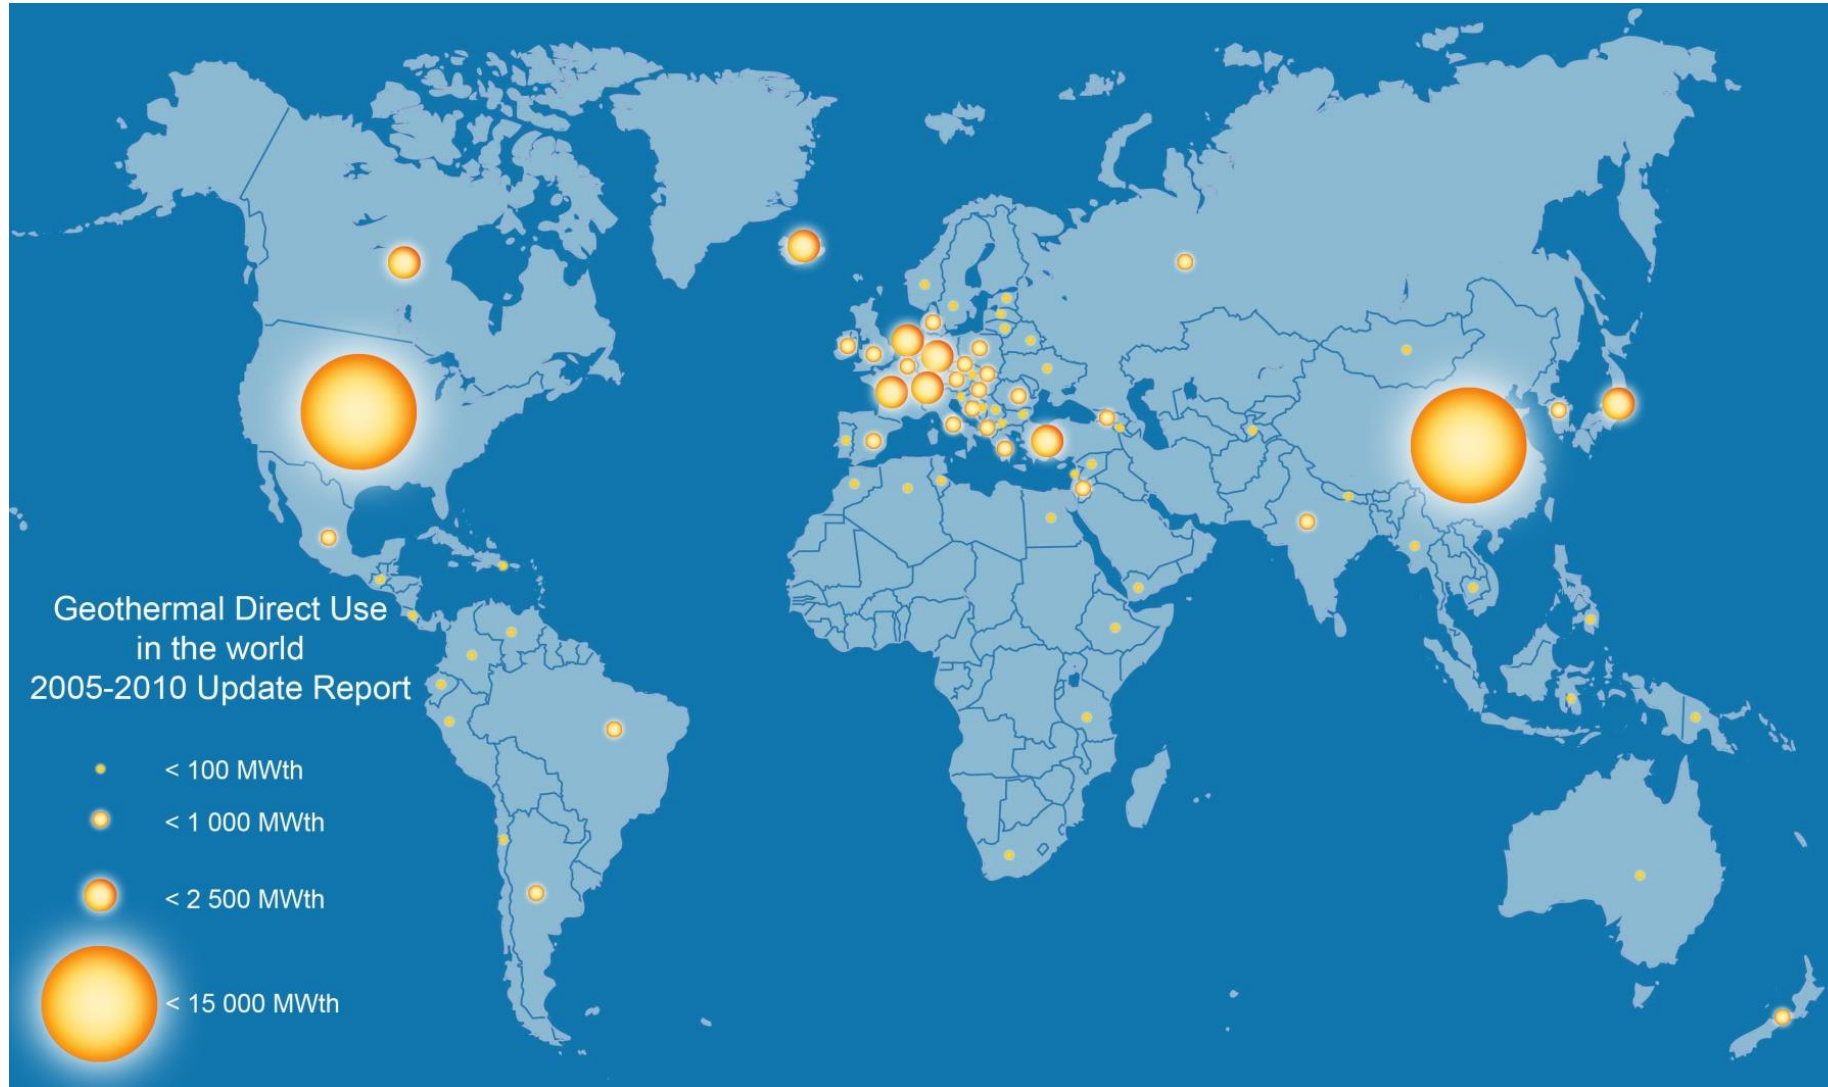 Geothermal Direct Use
in the world
2005-2010 Update Report
< 100 MWth
< 1 000 MWth
< 2 500 MWth
< 15 000 MWth